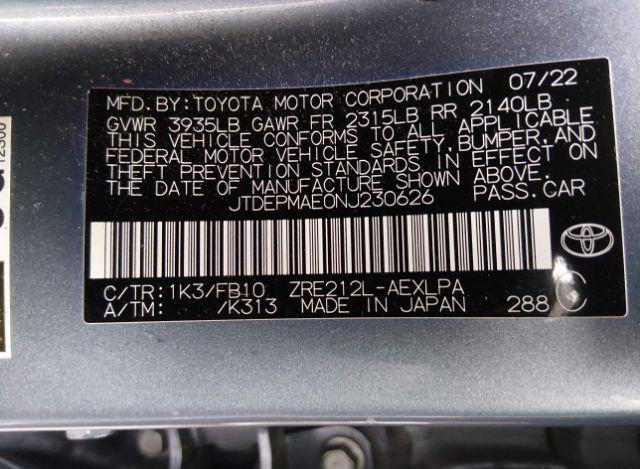 MFD. BY: TOYOTA MOTOR CORPORATION 07/22
GVWR 3935LB GAWR FR 2315LB RR 2140LB
THIS VEHICLE CONFORMS TO ALL APPLICABLE
FEDERAL MOTOR VEHICLE SAFETY, BUMPER, AND
THEFT PREVENTION STANDARDS IN EFFECT ON
THE DATE OF MANUFACTURE SHOWN ABOVE.
JTDEPMAE0NJ230626 PASS. CAR
C/TR: 1K3/FB10 ZRE212L-AEXLPA
A/TM: /K313 MADE IN JAPAN 288 C
12300